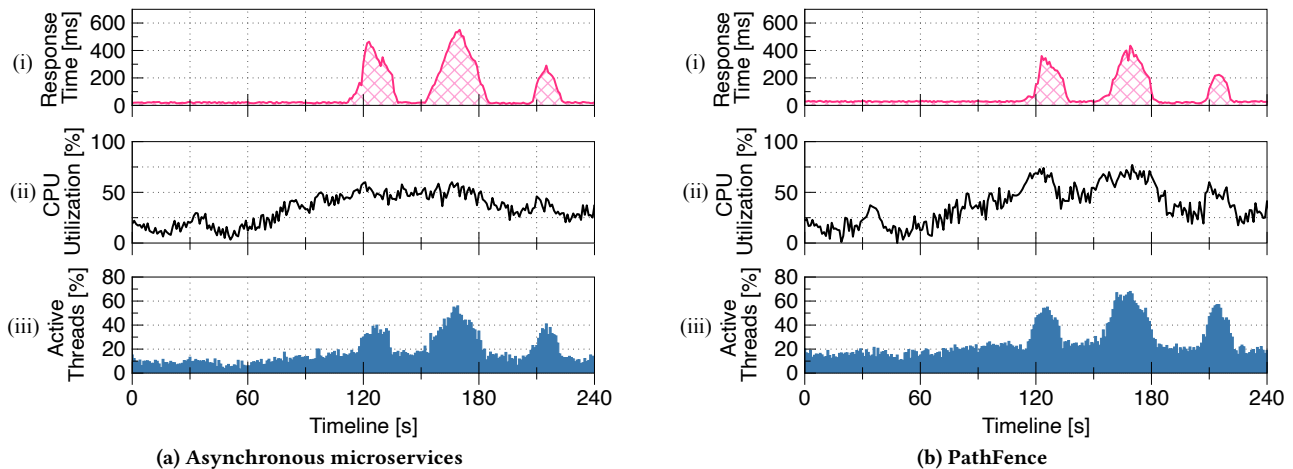 (i)
Response
Time [ms]
600
400
200
0
(ii)
CPU
Utilization [%]
100
50
0
(iii)
Active
Threads [%]
80
60
40
20
0
0 60 120 180 240
Timeline [s]
(a) Asynchronous microservices
(i)
Response
Time [ms]
600
400
200
0
(ii)
CPU
Utilization [%]
100
50
0
(iii)
Active
Threads [%]
80
60
40
20
0
0 60 120 180 240
Timeline [s]
(b) PathFence